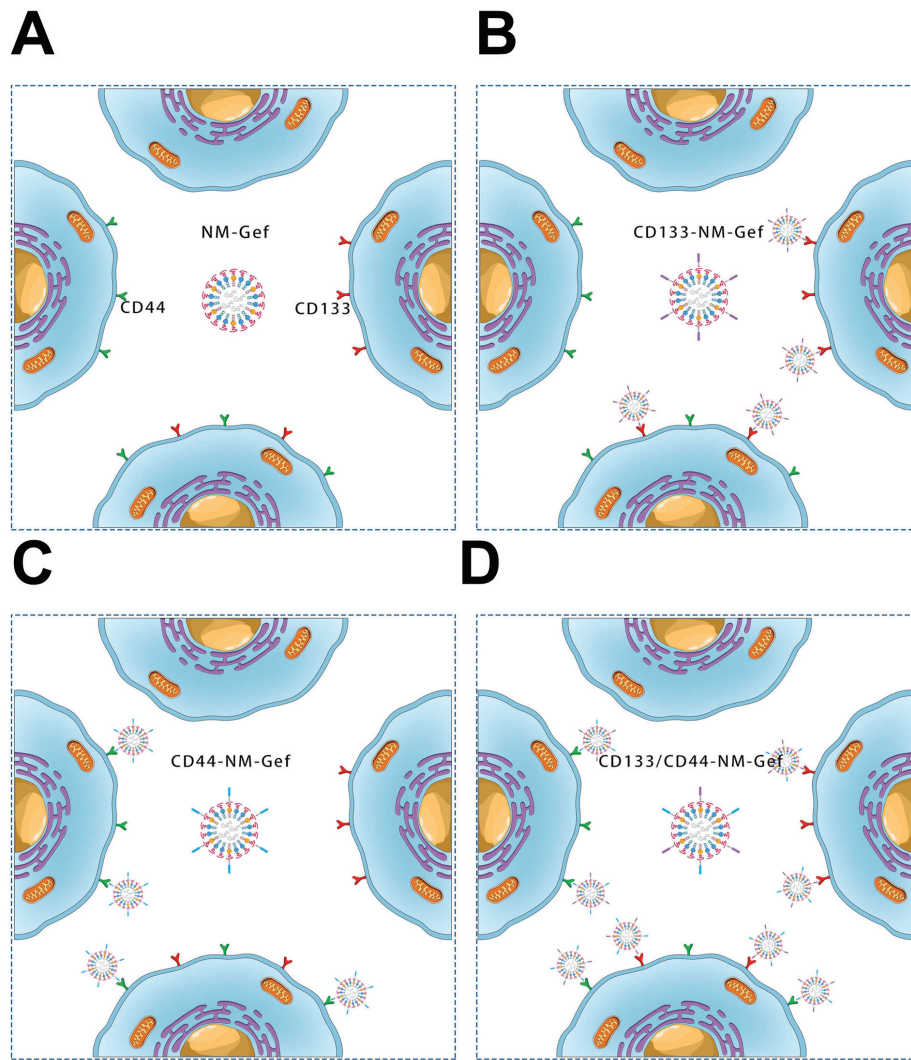 A
B
NM-Gef
CD44
CD133
CD133-NM-Gef
C
D
CD44-NM-Gef
CD133/CD44-NM-Gef